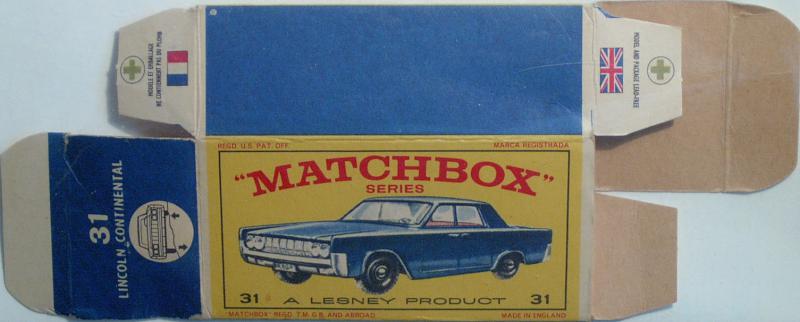 MODELE ET EMBALLAGE
NE CONTIENNENT PAS DU PLOMB
MODEL AND PACKAGE LEAD-FREE
31
LINCOLN CONTINENTAL
REGD. U.S. PAT. OFF.
MARCA REGISTRADA
"MATCHBOX"
SERIES
31
A LESNEY PRODUCT
31
"MATCHBOX" REGD. T.M. G.B. AND ABROAD
MADE IN ENGLAND